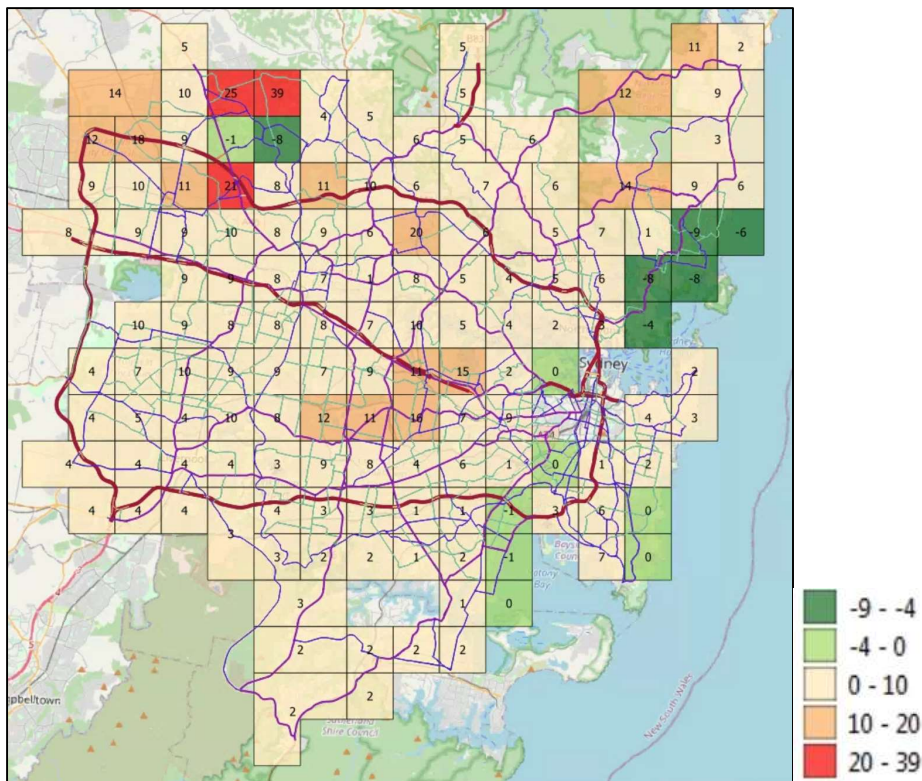 5 5 11 2
14 10 25 39 4 5 5 12 9
12 18 9 -1 -8 6 5 6 3
9 10 11 21 8 11 10 6 7 6 14 9 6
8 9 9 10 8 9 6 20 6 5 7 1 -9 -6
9 9 8 7 1 8 5 4 5 6 -8 -8
10 9 8 8 8 7 10 5 4 2 3 -4
Sydney
4 7 10 9 9 7 9 11 15 2 0 2
4 5 4 10 8 12 11 16 7 9 4 3
4 4 4 4 3 9 8 4 6 1 0 1 2
4 4 4 4 3 3 1 1 -1 3 6 0
3
3 2 2 1 2 -1 7 0
3 1 0
2 2 2 2
pbelltown
2 2
Shire Council
New South Wales
-9 - -4
-4 - 0
0 - 10
10 - 20
20 - 39